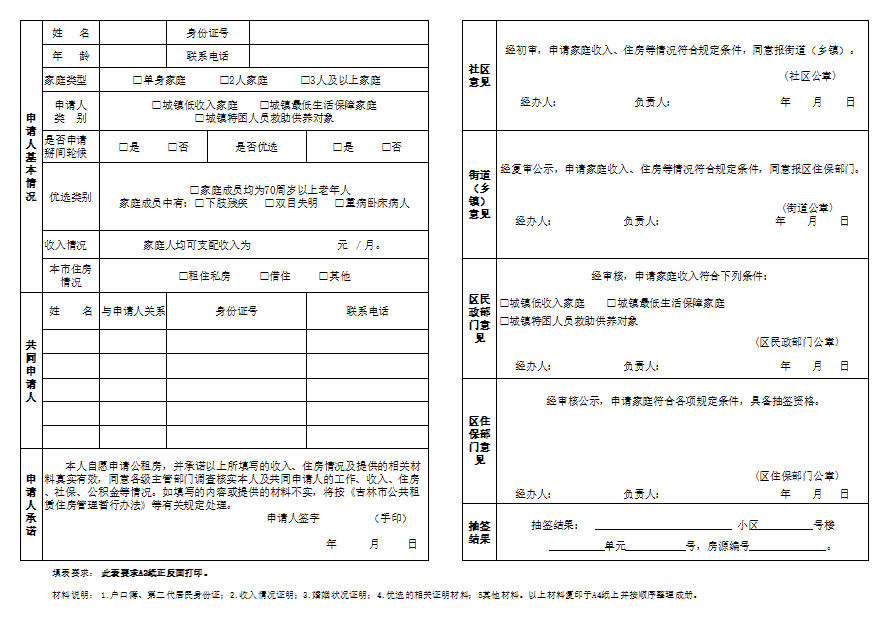 申请人基本情况
姓 名
身份证号
年 龄
联系电话
家庭类型
□单身家庭 □2人家庭 □3人及以上家庭
申请人
类 别
□城镇低收入家庭 □城镇最低生活保障家庭
□城镇特困人员救助供养对象
是否申请
掰间轮候
□是 □否
是否优选
□是 □否
优选类别
□家庭成员均为70周岁以上老年人
家庭成员中有：□下肢残疾 □双目失明 □重病卧床病人
收入情况
家庭人均可支配收入为 元 /月。
本市住房
情况
□租住私房 □借住 □其他
共同申请人
姓 名
与申请人关系
身份证号
联系电话
申请人承诺
本人自愿申请公租房，并承诺以上所填写的收入、住房情况及提供的相关材
料真实有效，同意各级主管部门调查核实本人及共同申请人的工作、收入、住房
、社保、公积金等情况。如填写的内容或提供的材料不实，将按《吉林市公共租
赁住房管理暂行办法》等有关规定处理。
申请人签字 （手印）
年 月 日
社区
意见
经初审，申请家庭收入、住房等情况符合规定条件，同意报街道（乡镇）。
（社区公章）
经办人： 负责人： 年 月 日
街道
（乡
镇）
意见
经复审公示，申请家庭收入、住房等情况符合规定条件，同意报区住保部门。
（街道公章）
经办人： 负责人： 年 月 日
区民
政部
门意
见
经审核，申请家庭收入符合下列条件：
□城镇低收入家庭 □城镇最低生活保障家庭
□城镇特困人员救助供养对象
（区民政部门公章）
经办人： 负责人： 年 月 日
区住
保部
门意
见
经审核公示，申请家庭符合各项规定条件，具备抽签资格。
（区住保部门公章）
经办人： 负责人： 年 月 日
抽签
结果
抽签结果： ________ 小区________号楼
________单元________号，房源编号________。
填表要求： 此表要求A3纸正反面打印。
材料说明： 1.户口簿、第二代居民身份证；2.收入情况证明；3.婚姻状况证明；4.优选的相关证明材料；5其他材料。以上材料复印于A4纸上并按顺序整理成册。